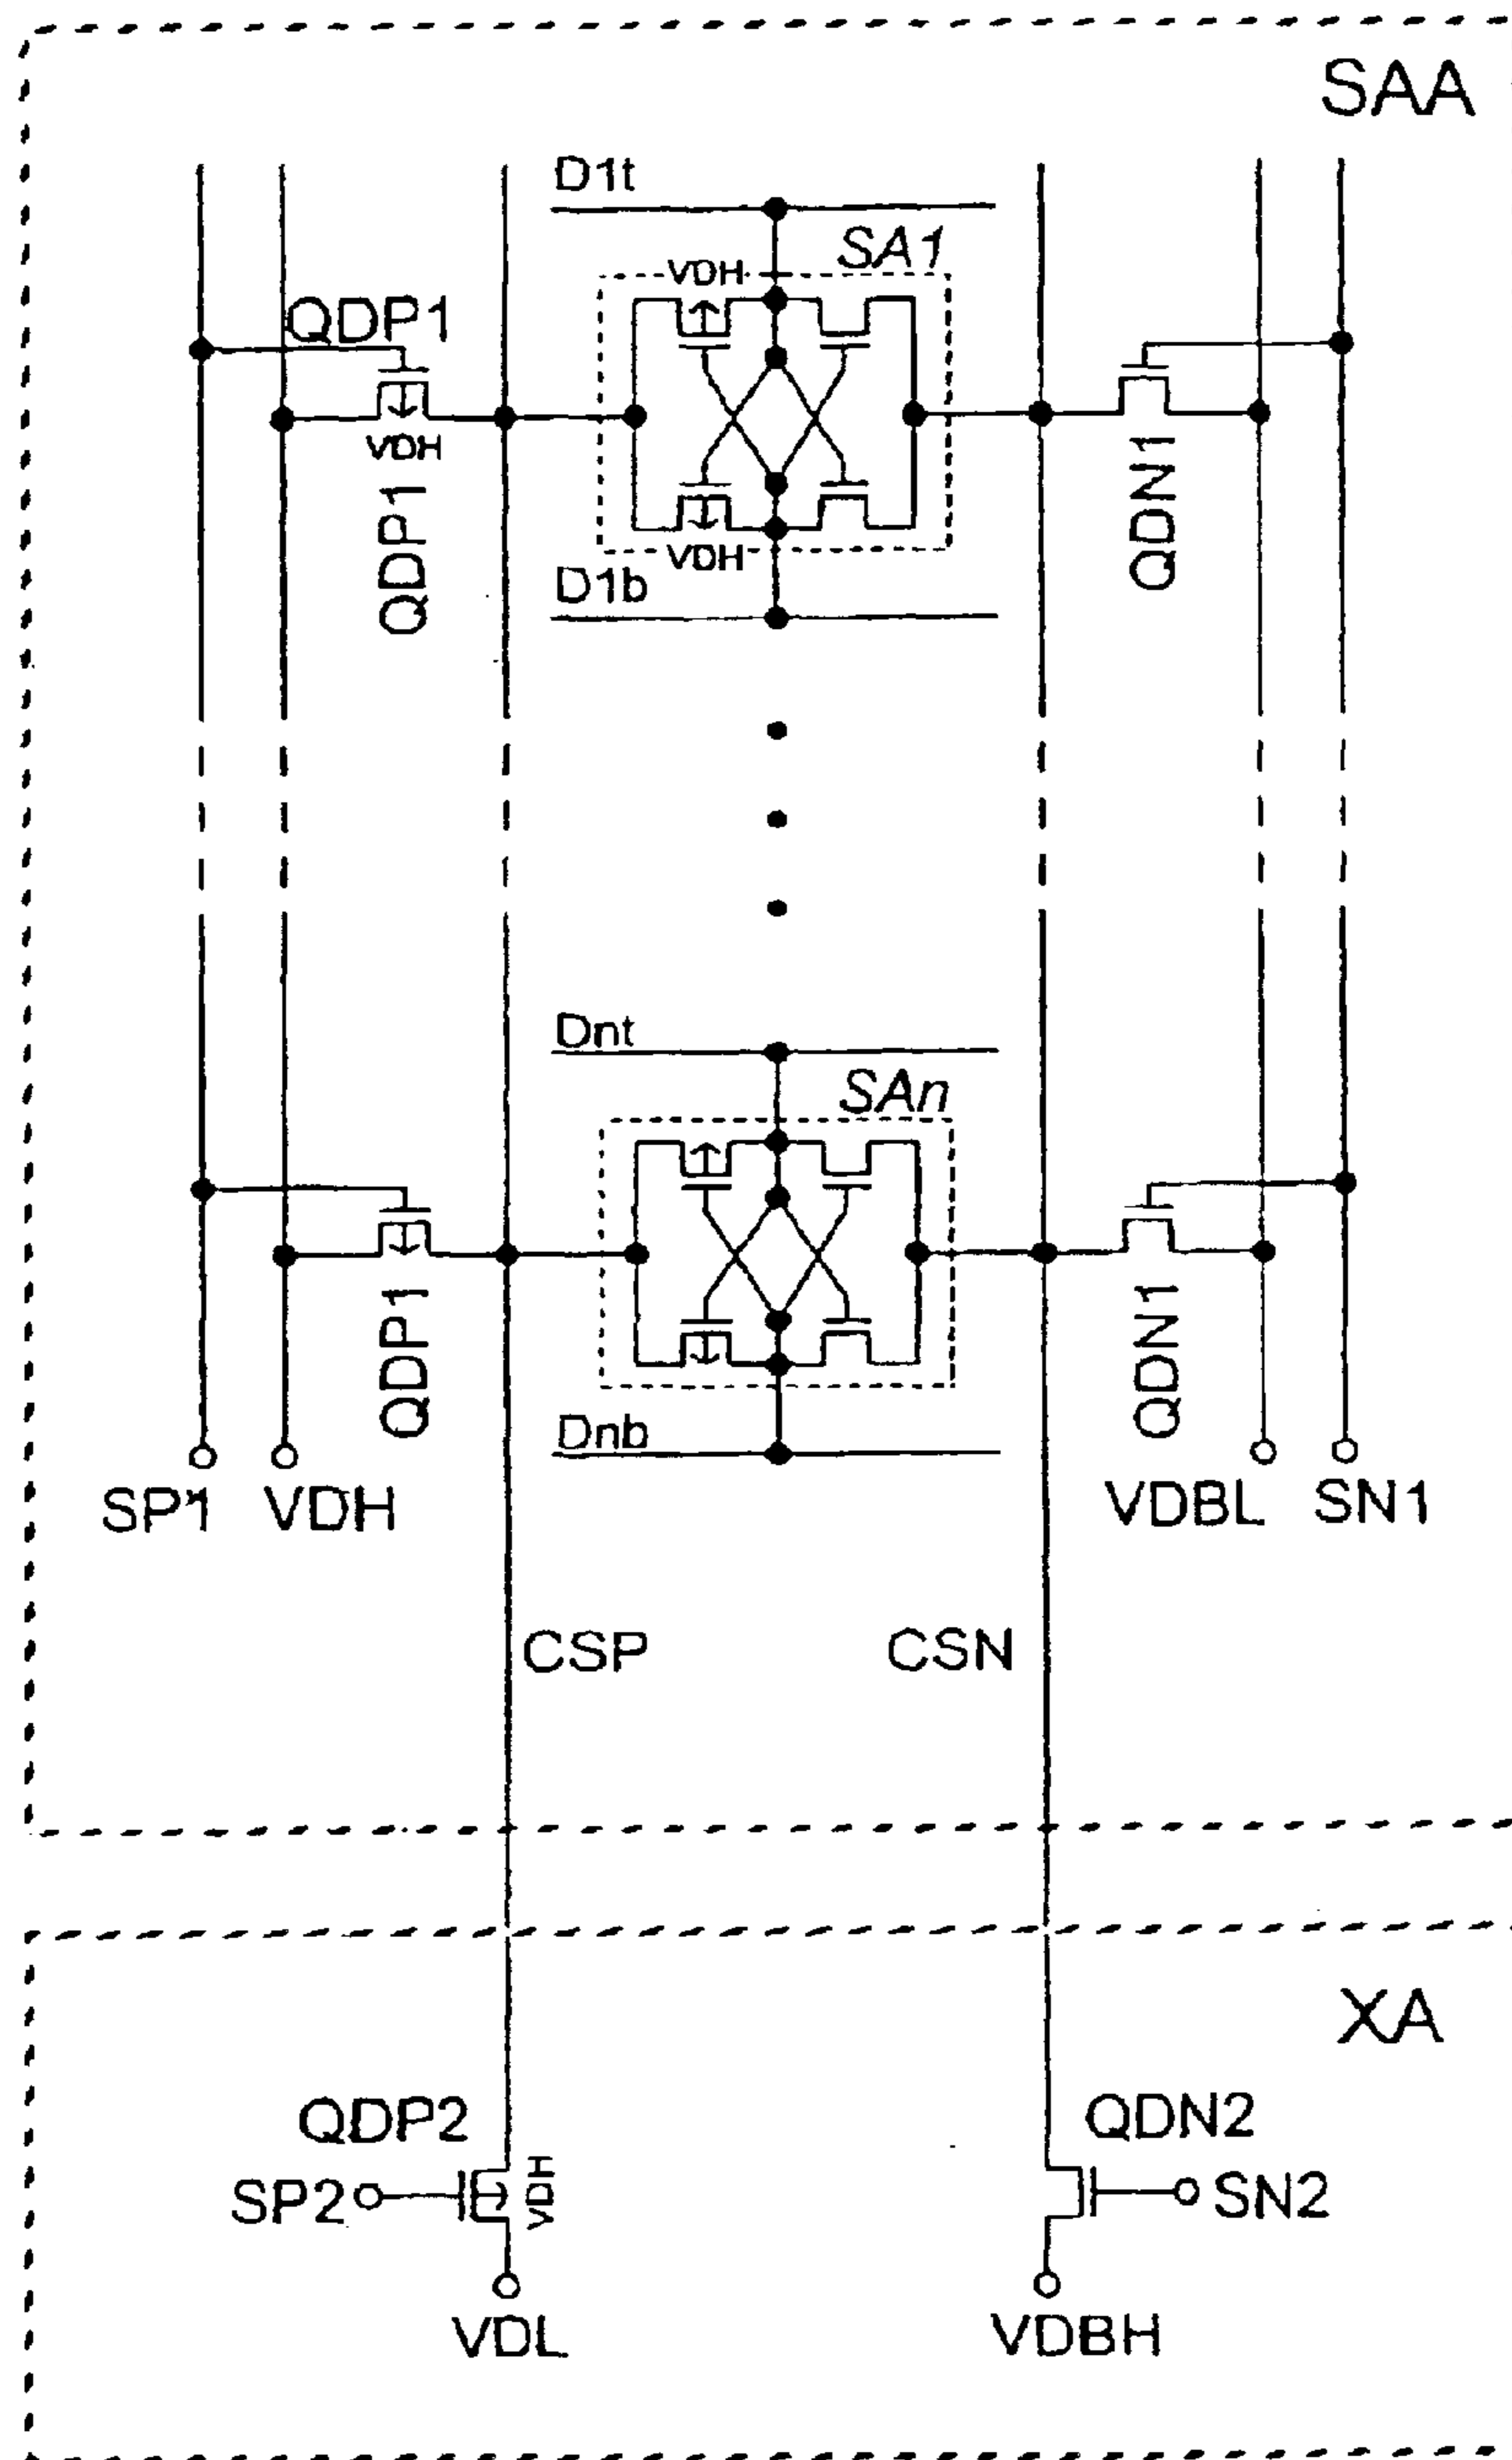 SAA
D1t
SA1
VDH
QDP1
VDH
QDP1
QDN1
VDH
D1b
Dnt
SAn
QDP1
QDN1
Dnb
SP1 VDH VDBL SN1
CSP CSN
XA
QDP2 QDN2
SP2 VDH SN2
VDL VDBH